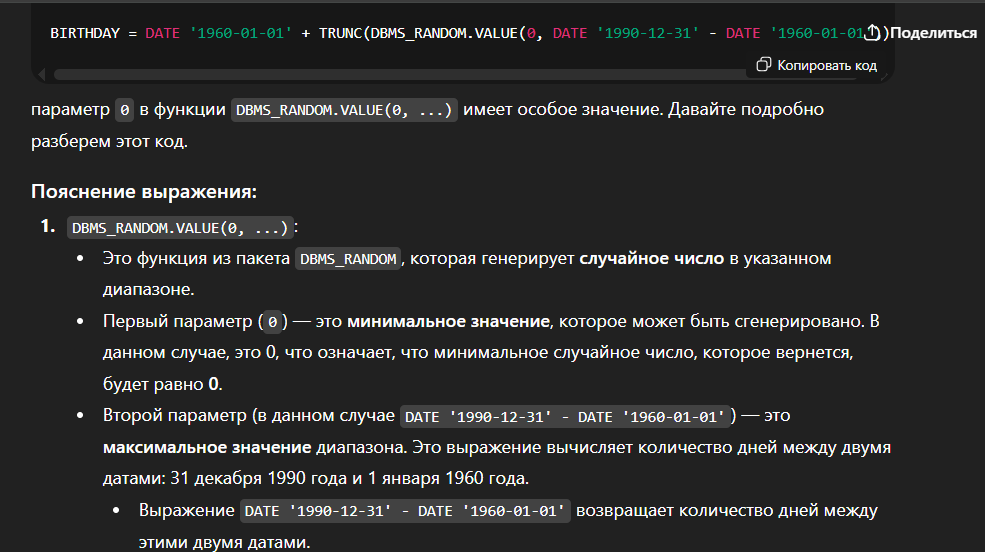 BIRTHDAY = DATE '1960-01-01' + TRUNC(DBMS_RANDOM.VALUE(0, DATE '1990-12-31' - DATE '1960-01-01 )Поделиться
Копировать код
параметр 0 в функции DBMS_RANDOM.VALUE(0, ...) имеет особое значение. Давайте подробно
разберем этот код.
Пояснение выражения:
1. DBMS_RANDOM.VALUE(0, ...):
• Это функция из пакета DBMS_RANDOM, которая генерирует случайное число в указанном
диапазоне.
• Первый параметр (0) — это минимальное значение, которое может быть сгенерировано. В
данном случае, это 0, что означает, что минимальное случайное число, которое вернется,
будет равно 0.
• Второй параметр (в данном случае DATE '1990-12-31' - DATE '1960-01-01') — это
максимальное значение диапазона. Это выражение вычисляет количество дней между двумя
датами: 31 декабря 1990 года и 1 января 1960 года.
• Выражение DATE '1990-12-31' - DATE '1960-01-01' возвращает количество дней между
этими двумя датами.